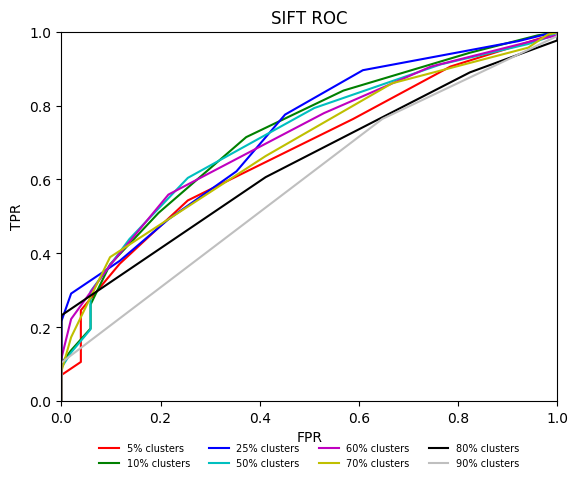 SIFT ROC
1.0
0.8
0.6
0.4
0.2
0.0
TPR
0.0 0.2 0.4 0.6 0.8 1.0
FPR
5% clusters 25% clusters 60% clusters 80% clusters
10% clusters 50% clusters 70% clusters 90% clusters